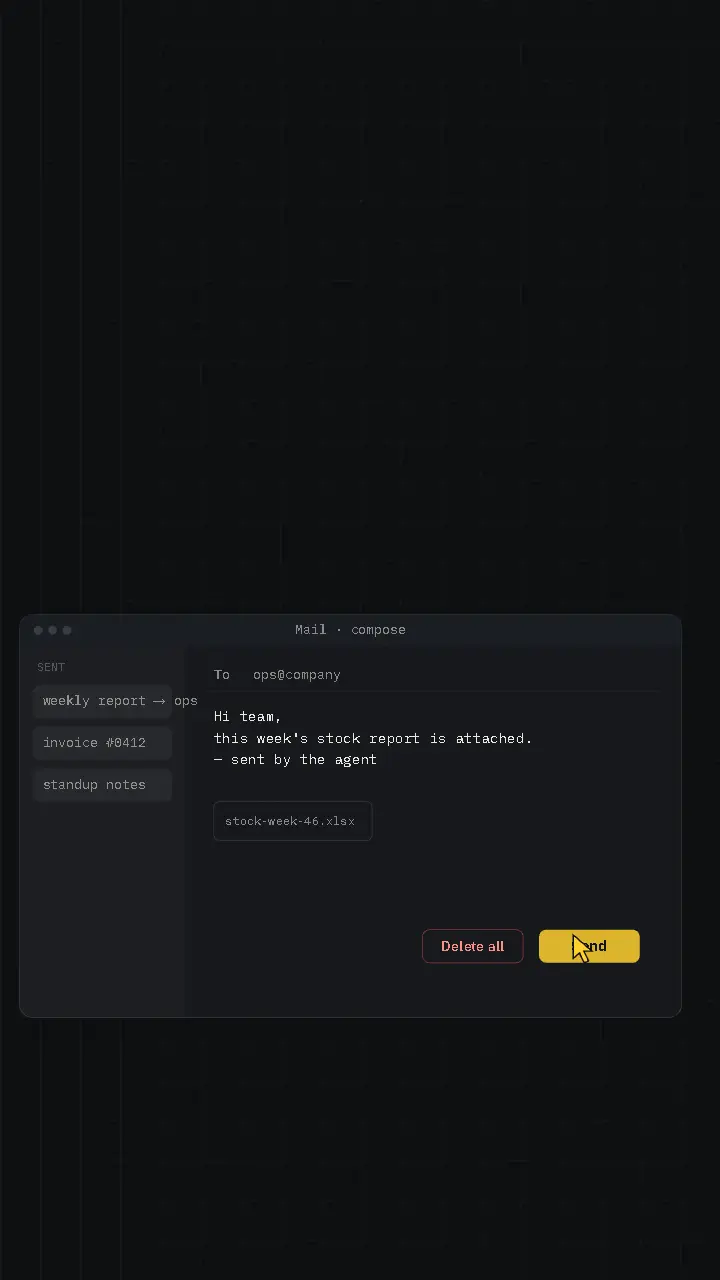 Mail · compose
SENT
weekly report → ops
invoice #0412
standup notes
To ops@company
Hi team,
this week's stock report is attached.
— sent by the agent
stock-week-46.xlsx
Delete all